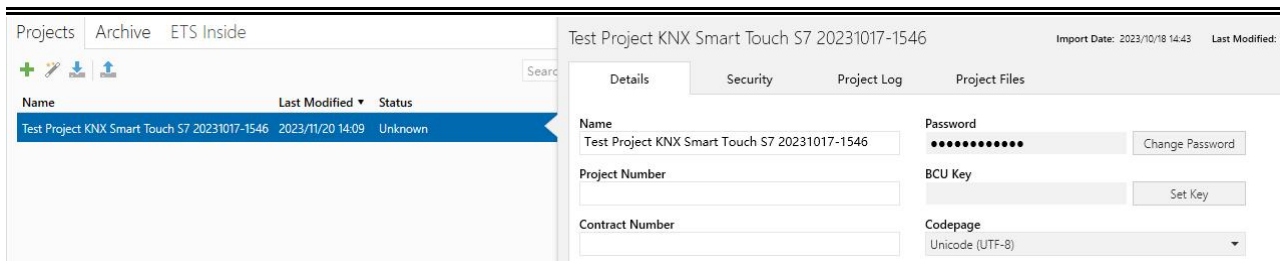 Projects Archive ETS Inside
Searc
Name Last Modified Status
Test Project KNX Smart Touch S7 20231017-1546 2023/11/20 14:09 Unknown
Test Project KNX Smart Touch S7 20231017-1546 Import Date: 2023/10/18 14:43 Last Modified:
Details Security Project Log Project Files
Name Password
Test Project KNX Smart Touch S7 20231017-1546 ●●●●●●●●●●●● Change Password
Project Number BCU Key
Set Key
Contract Number Codepage
Unicode (UTF-8)